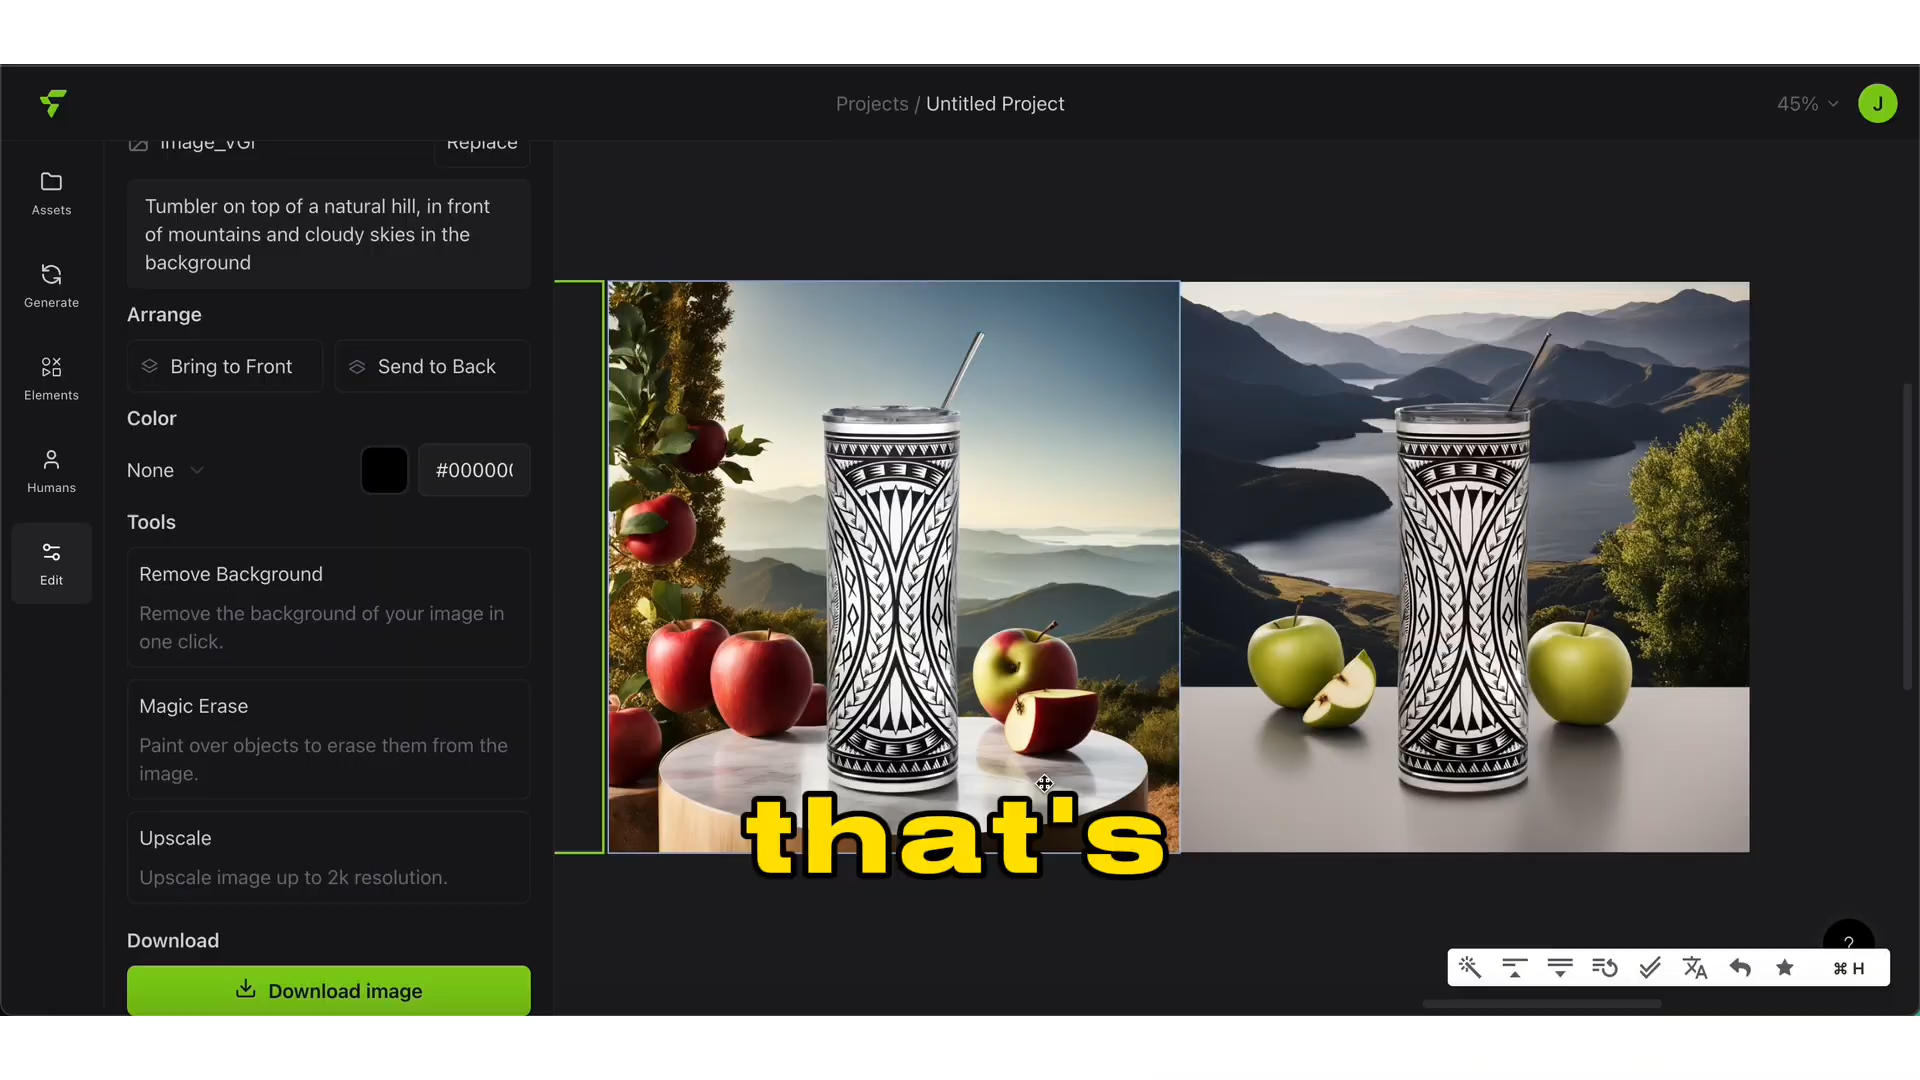 Projects / Untitled Project
45%
J
Image_VGI
Replace
Assets
Generate
Elements
Humans
Edit
Tumbler on top of a natural hill, in front
of mountains and cloudy skies in the
background
Arrange
Bring to Front
Send to Back
Color
None
#000000
Tools
Remove Background
Remove the background of your image in
one click.
Magic Erase
Paint over objects to erase them from the
image.
Upscale
Upscale image up to 2k resolution.
Download
Download image
that's
?
⌘ H